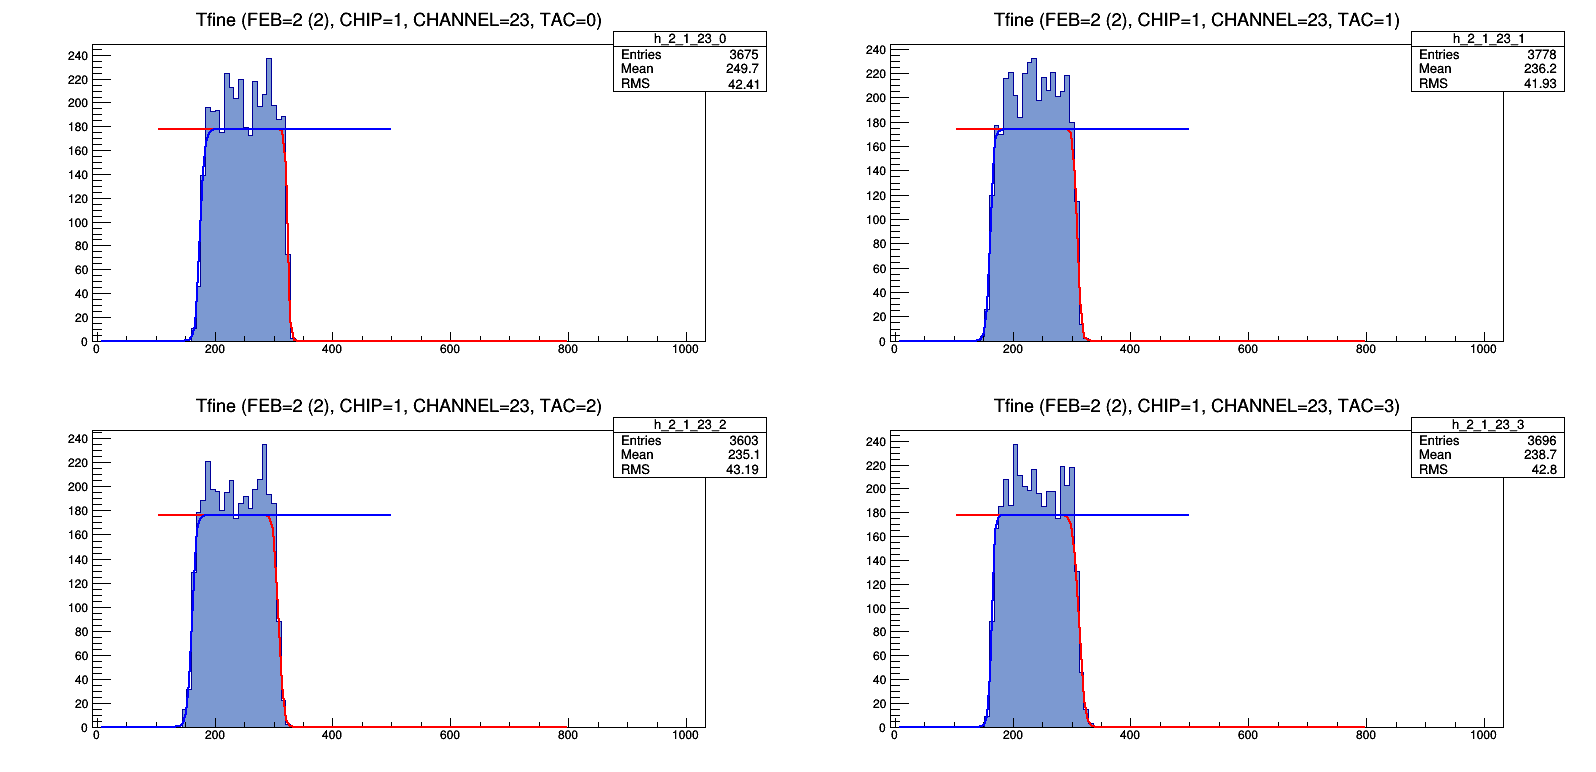 Tfine (FEB=2 (2), CHIP=1, CHANNEL=23, TAC=0)
h_2_1_23_0
Entries 3675
Mean 249.7
RMS 42.41
240
220
200
180
160
140
120
100
80
60
40
20
0
0 200 400 600 800 1000
Tfine (FEB=2 (2), CHIP=1, CHANNEL=23, TAC=1)
h_2_1_23_1
Entries 3778
Mean 236.2
RMS 41.93
240
220
200
180
160
140
120
100
80
60
40
20
0
0 200 400 600 800 1000
Tfine (FEB=2 (2), CHIP=1, CHANNEL=23, TAC=2)
h_2_1_23_2
Entries 3603
Mean 235.1
RMS 43.19
240
220
200
180
160
140
120
100
80
60
40
20
0
0 200 400 600 800 1000
Tfine (FEB=2 (2), CHIP=1, CHANNEL=23, TAC=3)
h_2_1_23_3
Entries 3696
Mean 238.7
RMS 42.8
240
220
200
180
160
140
120
100
80
60
40
20
0
0 200 400 600 800 1000